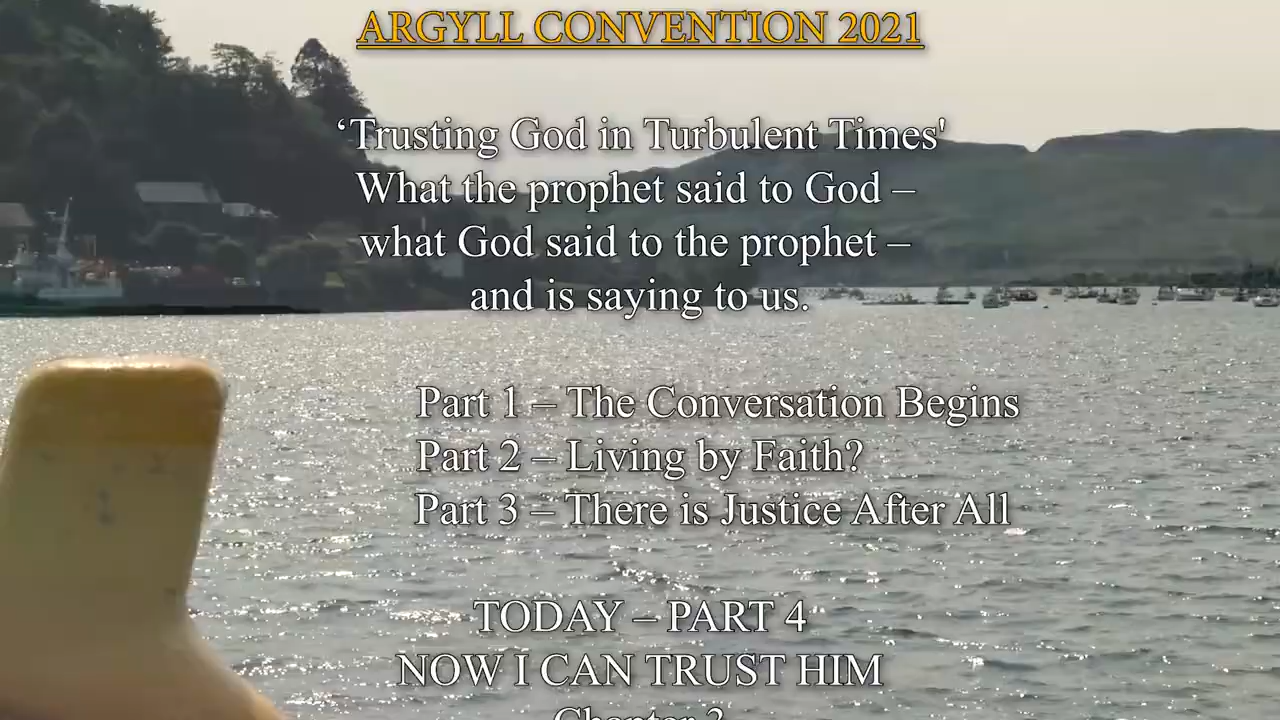 ARGYLL CONVENTION 2021
‘Trusting God in Turbulent Times'
What the prophet said to God –
what God said to the prophet –
and is saying to us.
Part 1 – The Conversation Begins
Part 2 – Living by Faith?
Part 3 – There is Justice After All
TODAY – PART 4
NOW I CAN TRUST HIM
Chapter 3